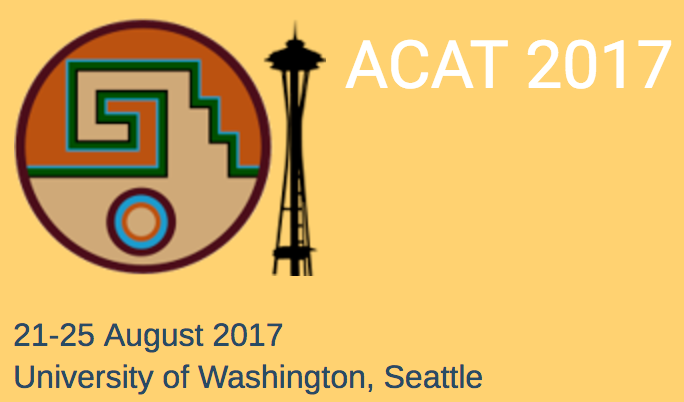 ACAT 2017
21-25 August 2017
University of Washington, Seattle